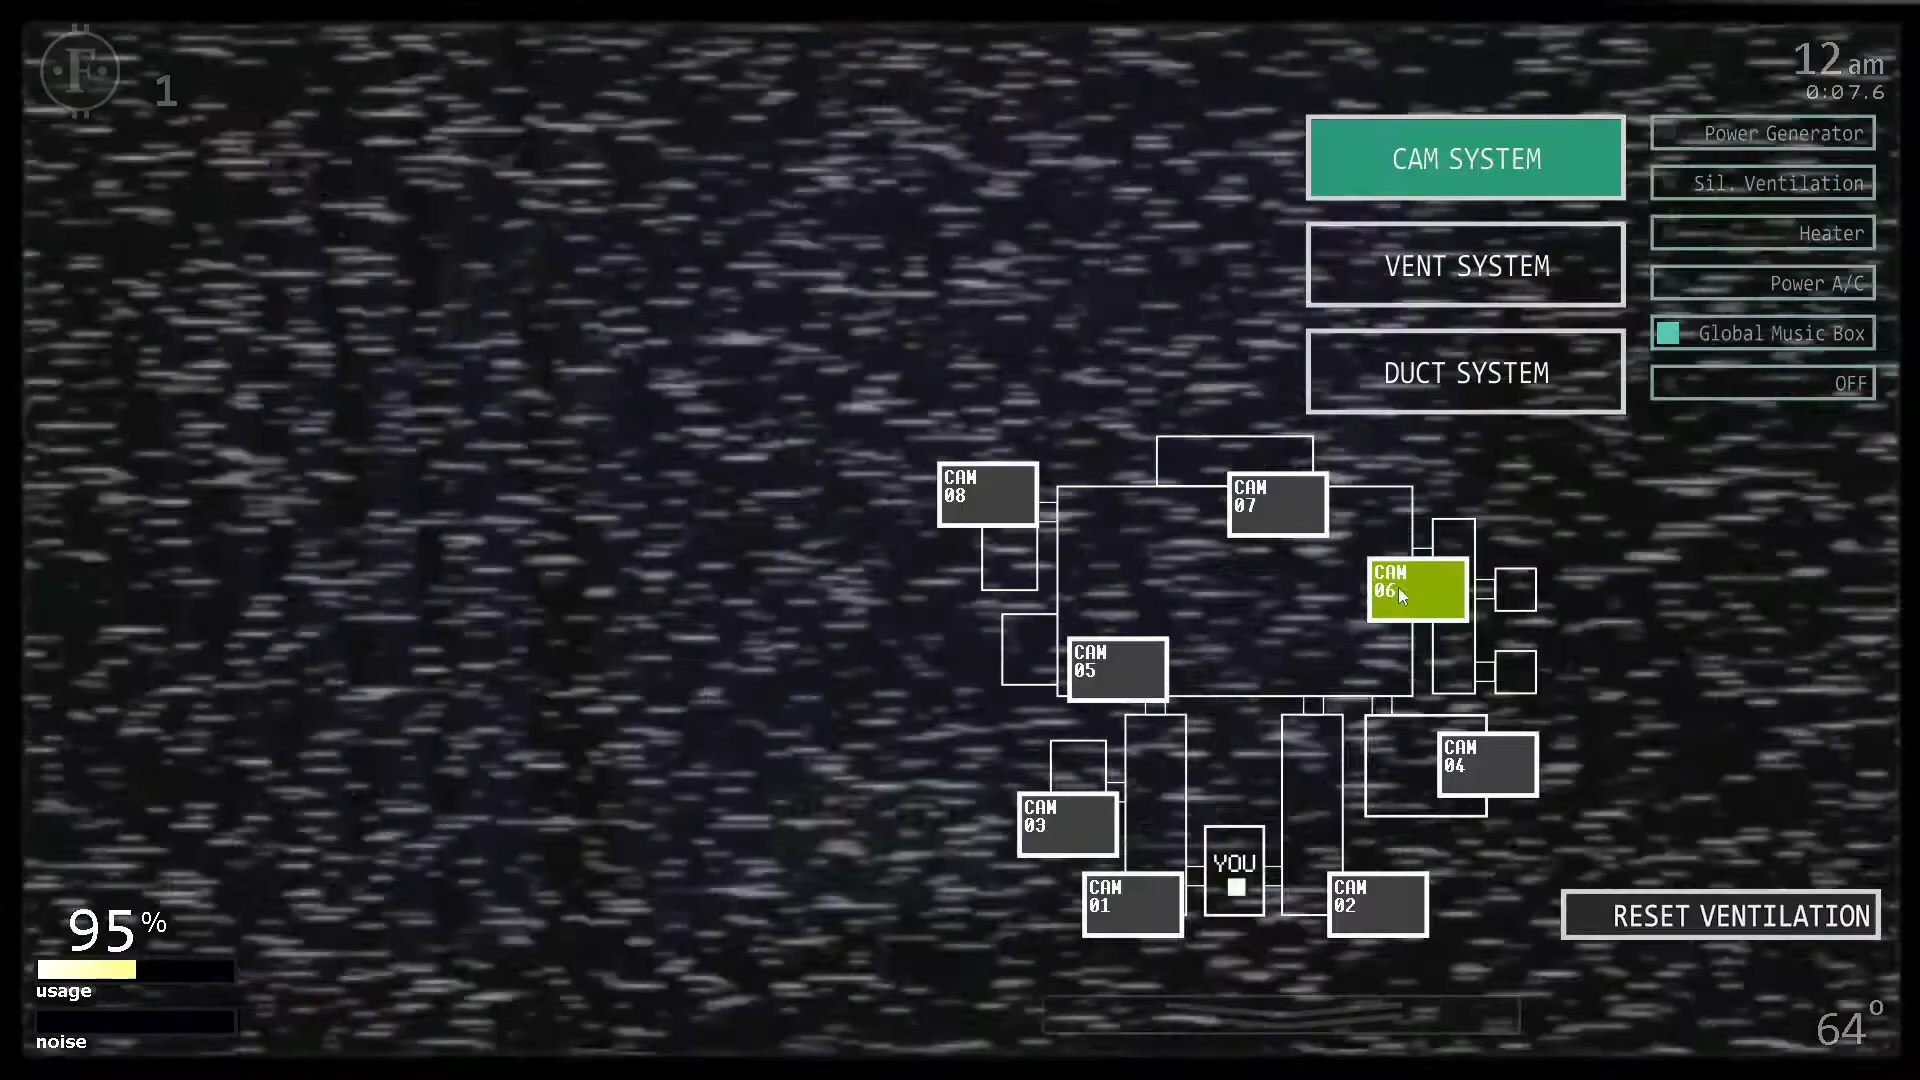 F
1
12 am
0:07.6
CAM SYSTEM
VENT SYSTEM
DUCT SYSTEM
Power Generator
Sil. Ventilation
Heater
Power A/C
Global Music Box
OFF
CAM
08
CAM
07
CAM
06
CAM
05
CAM
04
CAM
03
YOU
CAM
01
CAM
02
RESET VENTILATION
95%
usage
noise
64°